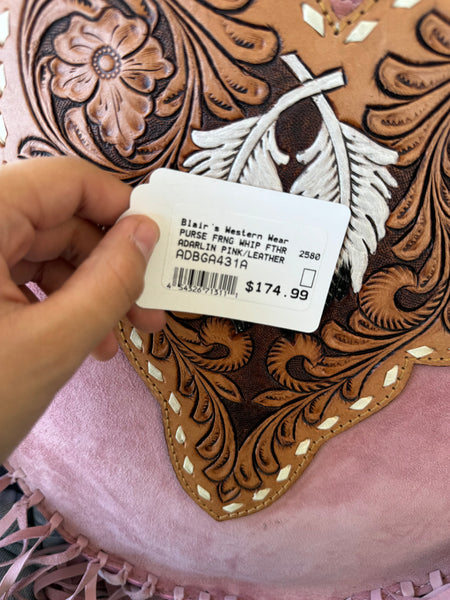 Blair's Western Wear
PURSE FRNG WHIP FTHR 2580
ADARLIN PINK/LEATHER
ADBGA431A
$174.99